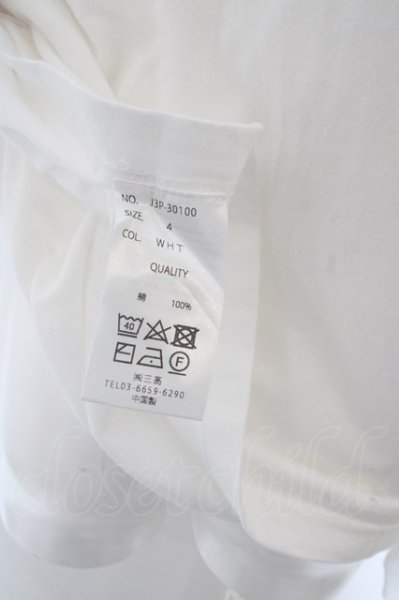 NO. J3P-30100
SIZE 4
COL. WHT
QUALITY
綿 100%
40
F
㈱三高
TEL03-6659-6290
中国製
closetchild